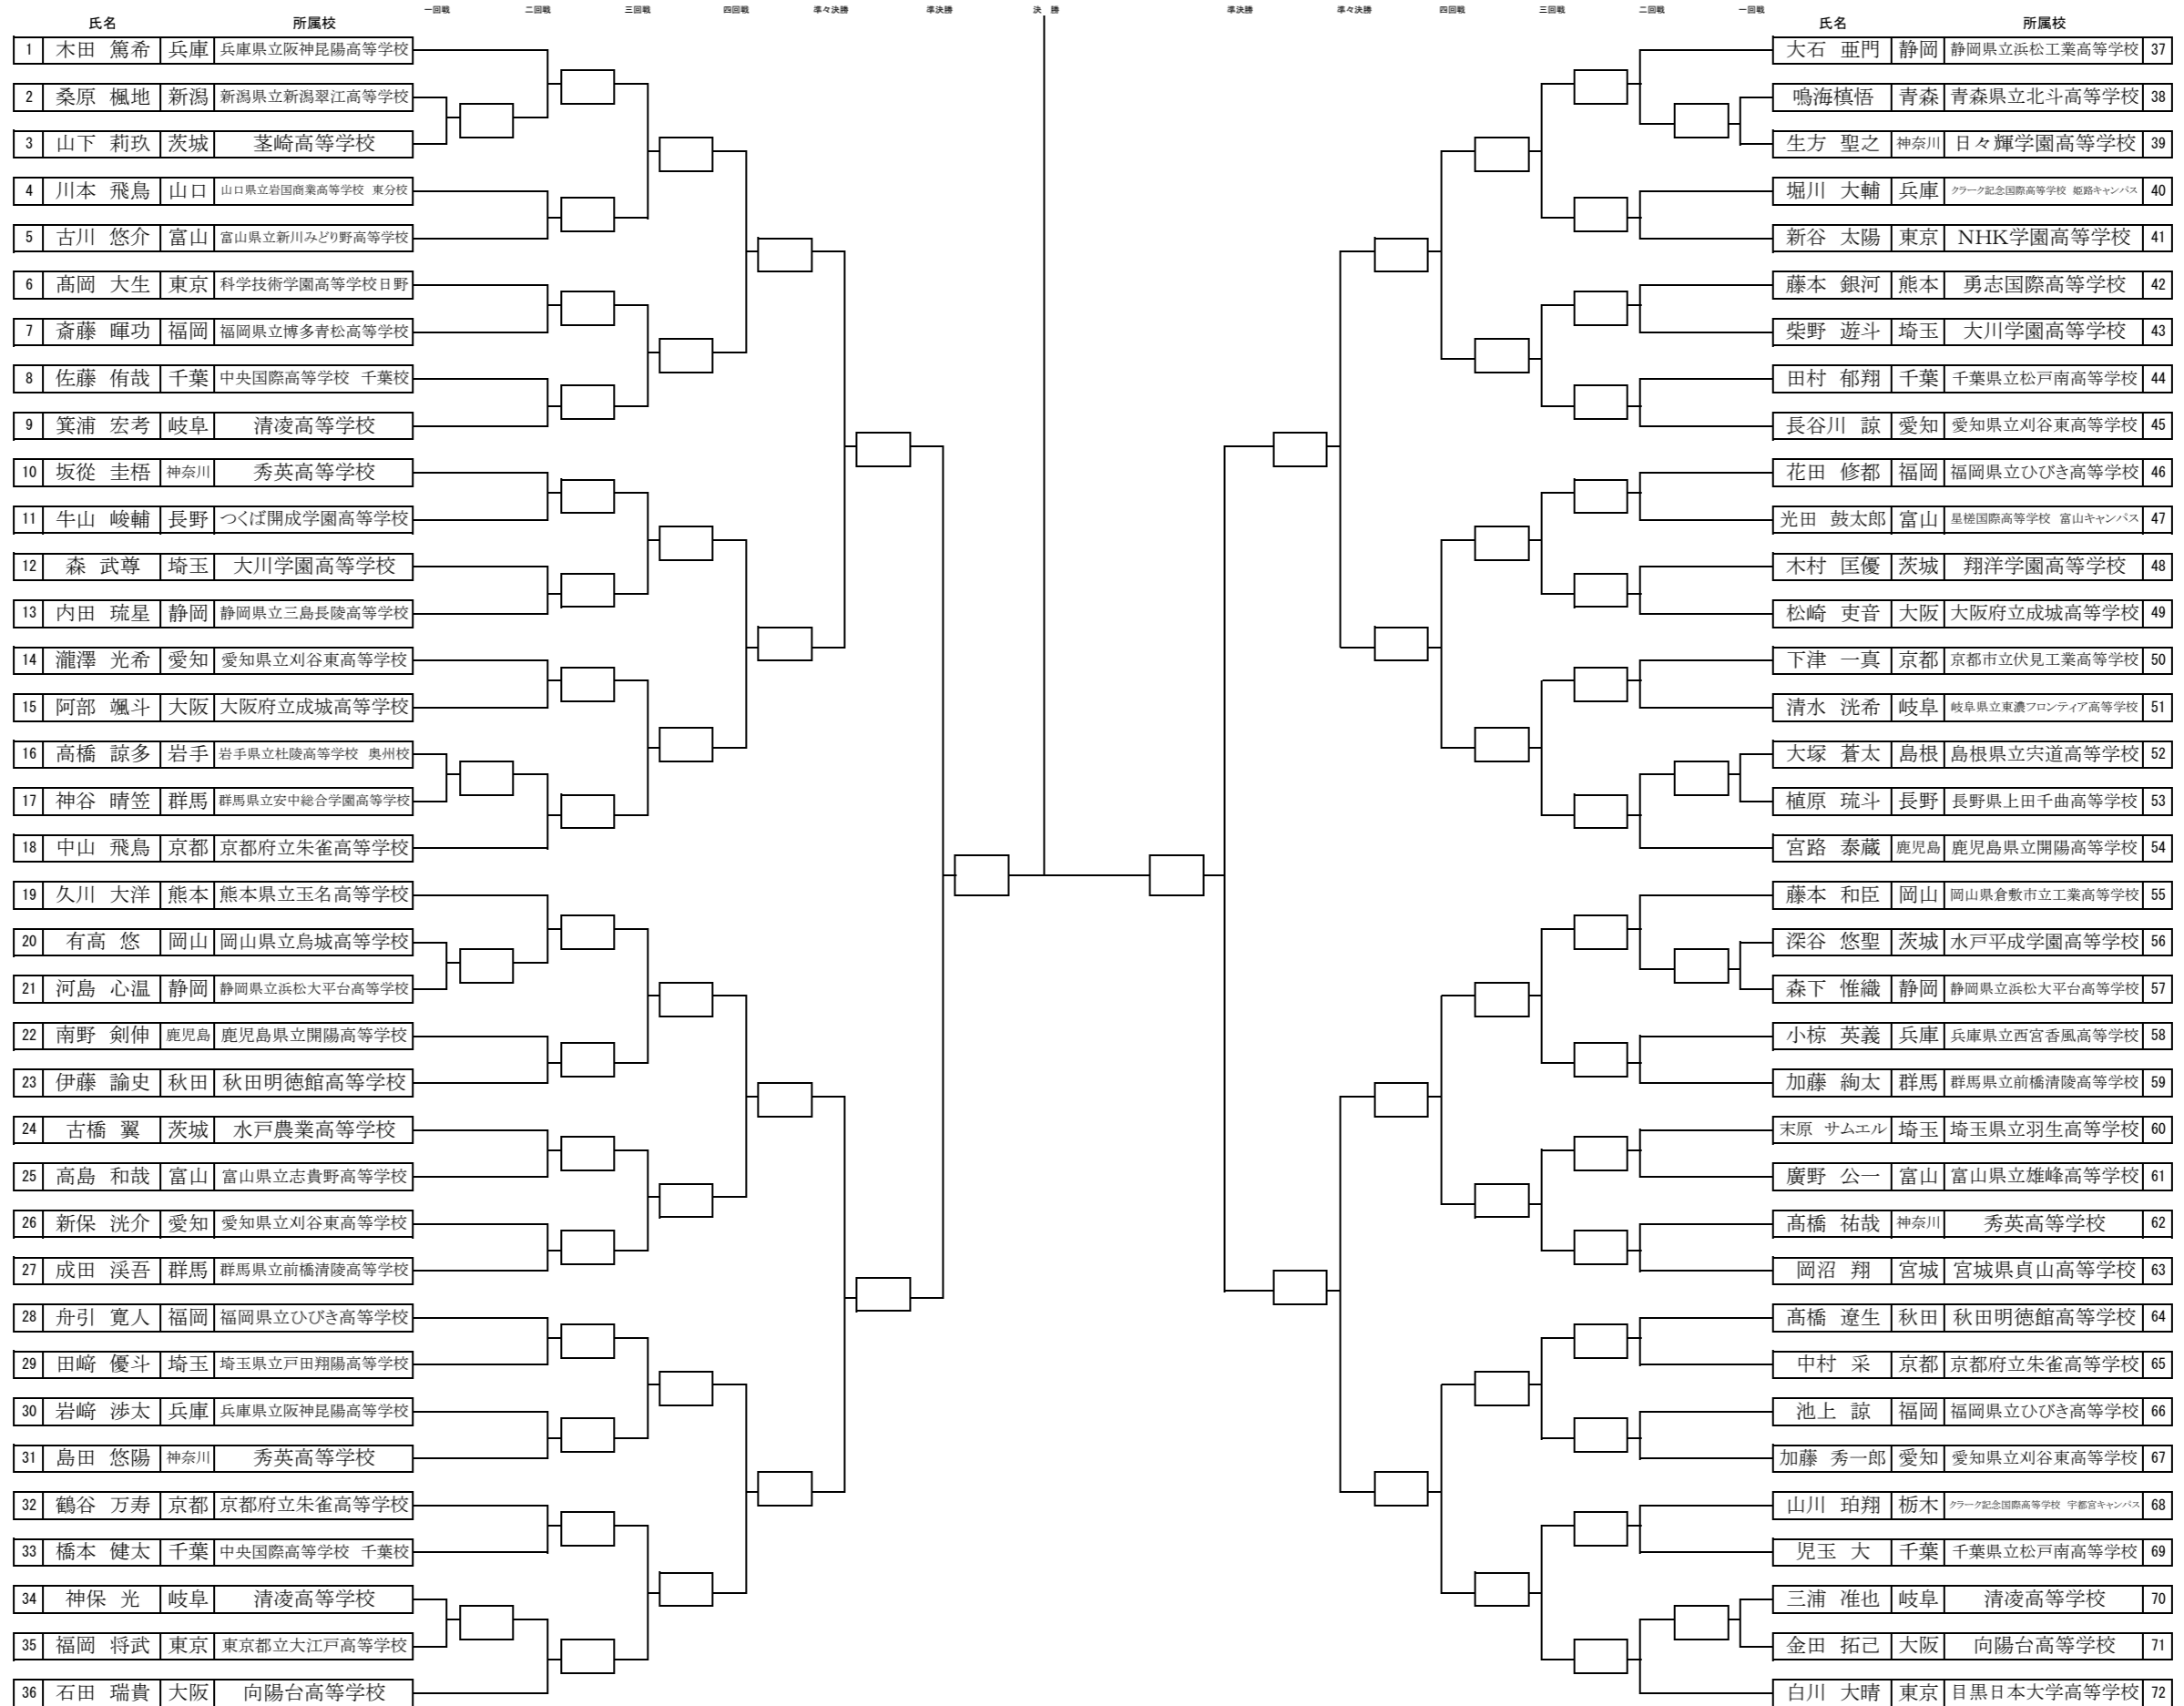 一回戦 二回戦 三回戦 四回戦 準々決勝 準決勝 決 勝 準決勝 準々決勝 四回戦 三回戦 二回戦 一回戦
氏名 所属校
1 木田 篤希 兵庫 兵庫県立阪神昆陽高等学校
2 桑原 楓地 新潟 新潟県立新潟翠江高等学校
3 山下 莉玖 茨城 茎崎高等学校
4 川本 飛鳥 山口 山口県立岩国商業高等学校 東分校
5 古川 悠介 富山 富山県立新川みどり野高等学校
6 髙岡 大生 東京 科学技術学園高等学校日野
7 斎藤 暉功 福岡 福岡県立博多青松高等学校
8 佐藤 侑哉 千葉 中央国際高等学校 千葉校
9 箕浦 宏考 岐阜 清凌高等学校
10 坂従 圭梧 神奈川 秀英高等学校
11 牛山 峻輔 長野 つくば開成学園高等学校
12 森 武尊 埼玉 大川学園高等学校
13 内田 琉星 静岡 静岡県立三島長陵高等学校
14 瀧澤 光希 愛知 愛知県立刈谷東高等学校
15 阿部 颯斗 大阪 大阪府立成城高等学校
16 高橋 諒多 岩手 岩手県立杜陵高等学校 奥州校
17 神谷 晴笠 群馬 群馬県立安中総合学園高等学校
18 中山 飛鳥 京都 京都府立朱雀高等学校
19 久川 大洋 熊本 熊本県立玉名高等学校
20 有高 悠 岡山 岡山県立烏城高等学校
21 河島 心温 静岡 静岡県立浜松大平台高等学校
22 南野 剣伸 鹿児島 鹿児島県立開陽高等学校
23 伊藤 諭史 秋田 秋田明徳館高等学校
24 古橋 翼 茨城 水戸農業高等学校
25 高島 和哉 富山 富山県立志貴野高等学校
26 新保 洸介 愛知 愛知県立刈谷東高等学校
27 成田 渓吾 群馬 群馬県立前橋清陵高等学校
28 舟引 寛人 福岡 福岡県立ひびき高等学校
29 田﨑 優斗 埼玉 埼玉県立戸田翔陽高等学校
30 岩﨑 渉太 兵庫 兵庫県立阪神昆陽高等学校
31 島田 悠陽 神奈川 秀英高等学校
32 鶴谷 万寿 京都 京都府立朱雀高等学校
33 橋本 健太 千葉 中央国際高等学校 千葉校
34 神保 光 岐阜 清凌高等学校
35 福岡 将武 東京 東京都立大江戸高等学校
36 石田 瑞貴 大阪 向陽台高等学校
氏名 所属校
大石 亜門 静岡 静岡県立浜松工業高等学校 37
鳴海槙悟 青森 青森県立北斗高等学校 38
生方 聖之 神奈川 日々輝学園高等学校 39
堀川 大輔 兵庫 クラーク記念国際高等学校 姫路キャンパス 40
新谷 太陽 東京 NHK学園高等学校 41
藤本 銀河 熊本 勇志国際高等学校 42
柴野 遊斗 埼玉 大川学園高等学校 43
田村 郁翔 千葉 千葉県立松戸南高等学校 44
長谷川 諒 愛知 愛知県立刈谷東高等学校 45
花田 修都 福岡 福岡県立ひびき高等学校 46
光田 鼓太郎 富山 星槎国際高等学校 富山キャンパス 47
木村 匡優 茨城 翔洋学園高等学校 48
松崎 吏音 大阪 大阪府立成城高等学校 49
下津 一真 京都 京都市立伏見工業高等学校 50
清水 洸希 岐阜 岐阜県立東濃フロンティア高等学校 51
大塚 蒼太 島根 島根県立宍道高等学校 52
植原 琉斗 長野 長野県上田千曲高等学校 53
宮路 泰蔵 鹿児島 鹿児島県立開陽高等学校 54
藤本 和臣 岡山 岡山県倉敷市立工業高等学校 55
深谷 悠聖 茨城 水戸平成学園高等学校 56
森下 惟織 静岡 静岡県立浜松大平台高等学校 57
小椋 英義 兵庫 兵庫県立西宮香風高等学校 58
加藤 絢太 群馬 群馬県立前橋清陵高等学校 59
末原 サムエル 埼玉 埼玉県立羽生高等学校 60
廣野 公一 富山 富山県立雄峰高等学校 61
髙橋 祐哉 神奈川 秀英高等学校 62
岡沼 翔 宮城 宮城県貞山高等学校 63
髙橋 遼生 秋田 秋田明徳館高等学校 64
中村 采 京都 京都府立朱雀高等学校 65
池上 諒 福岡 福岡県立ひびき高等学校 66
加藤 秀一郎 愛知 愛知県立刈谷東高等学校 67
山川 珀翔 栃木 クラーク記念国際高等学校 宇都宮キャンパス 68
児玉 大 千葉 千葉県立松戸南高等学校 69
三浦 准也 岐阜 清凌高等学校 70
金田 拓己 大阪 向陽台高等学校 71
白川 大晴 東京 目黒日本大学高等学校 72